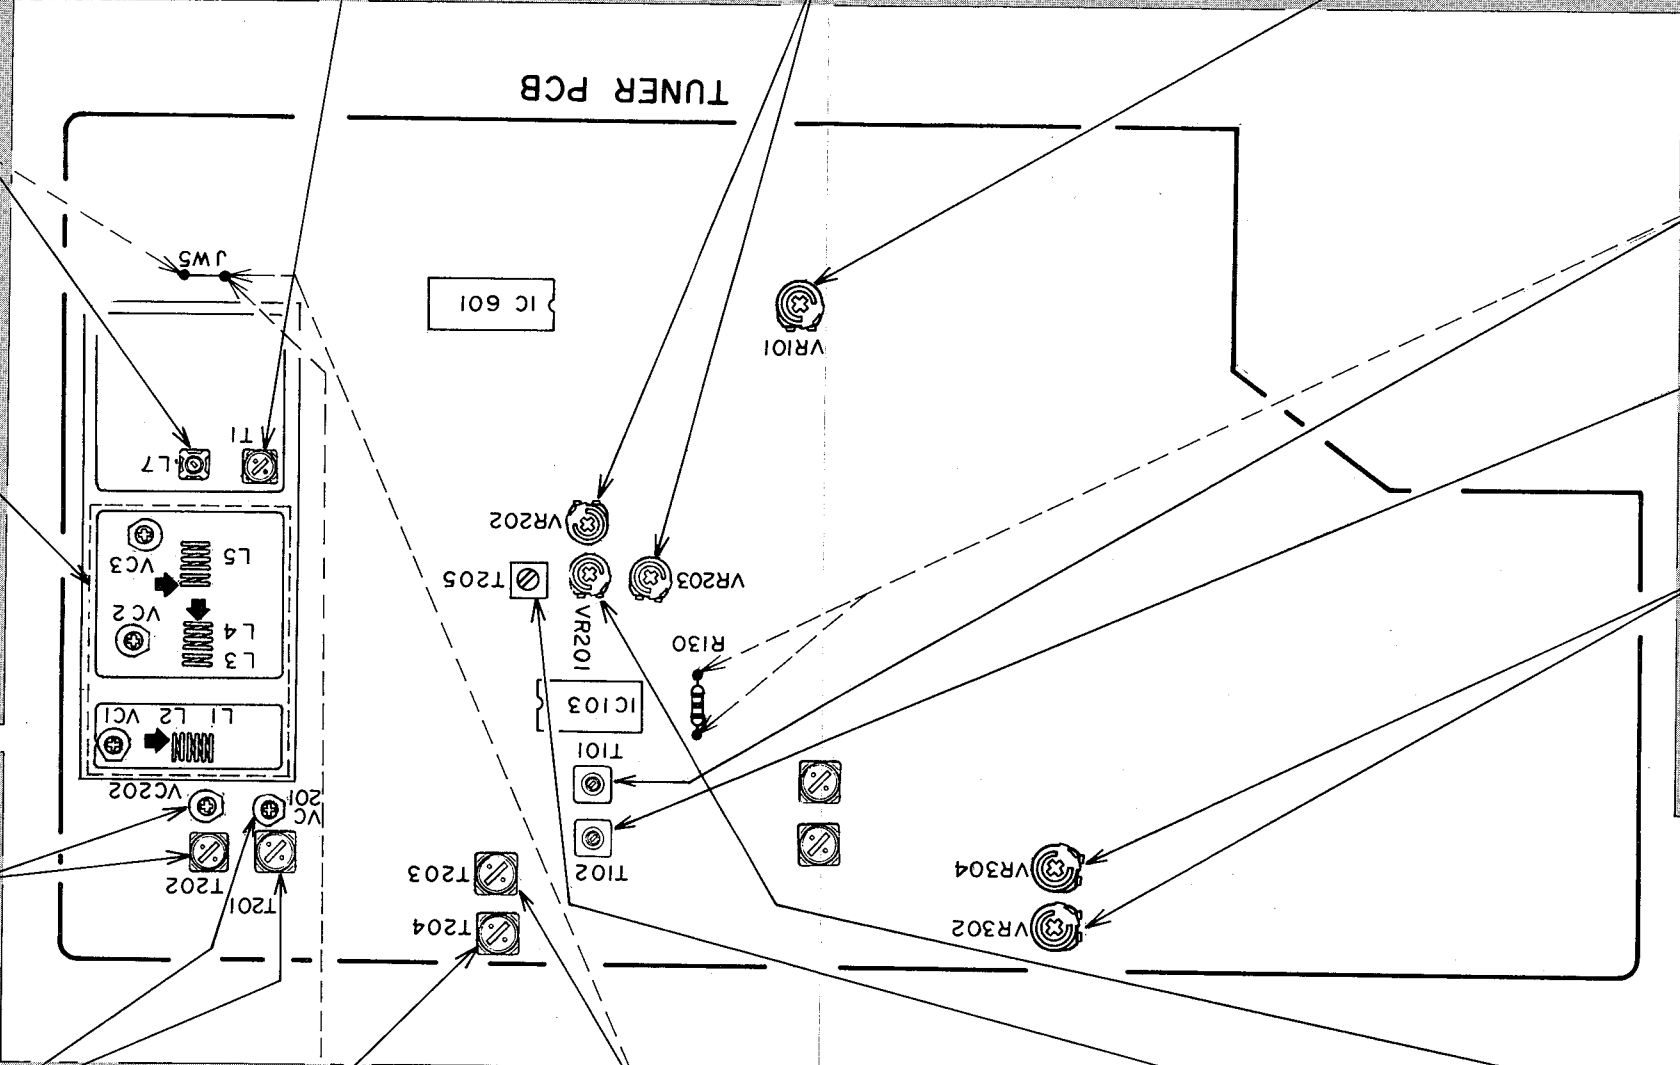 TUNER PCB
JW5
IC 601
VR101
T1
L7
VR202
VC3
L5
T205
VR203
VC2
L4
L3
VR201
R130
IC103
VC1
L2
L1
T101
VC202
VC
201
T202
T201
T203
T102
T204
VR304
VR302